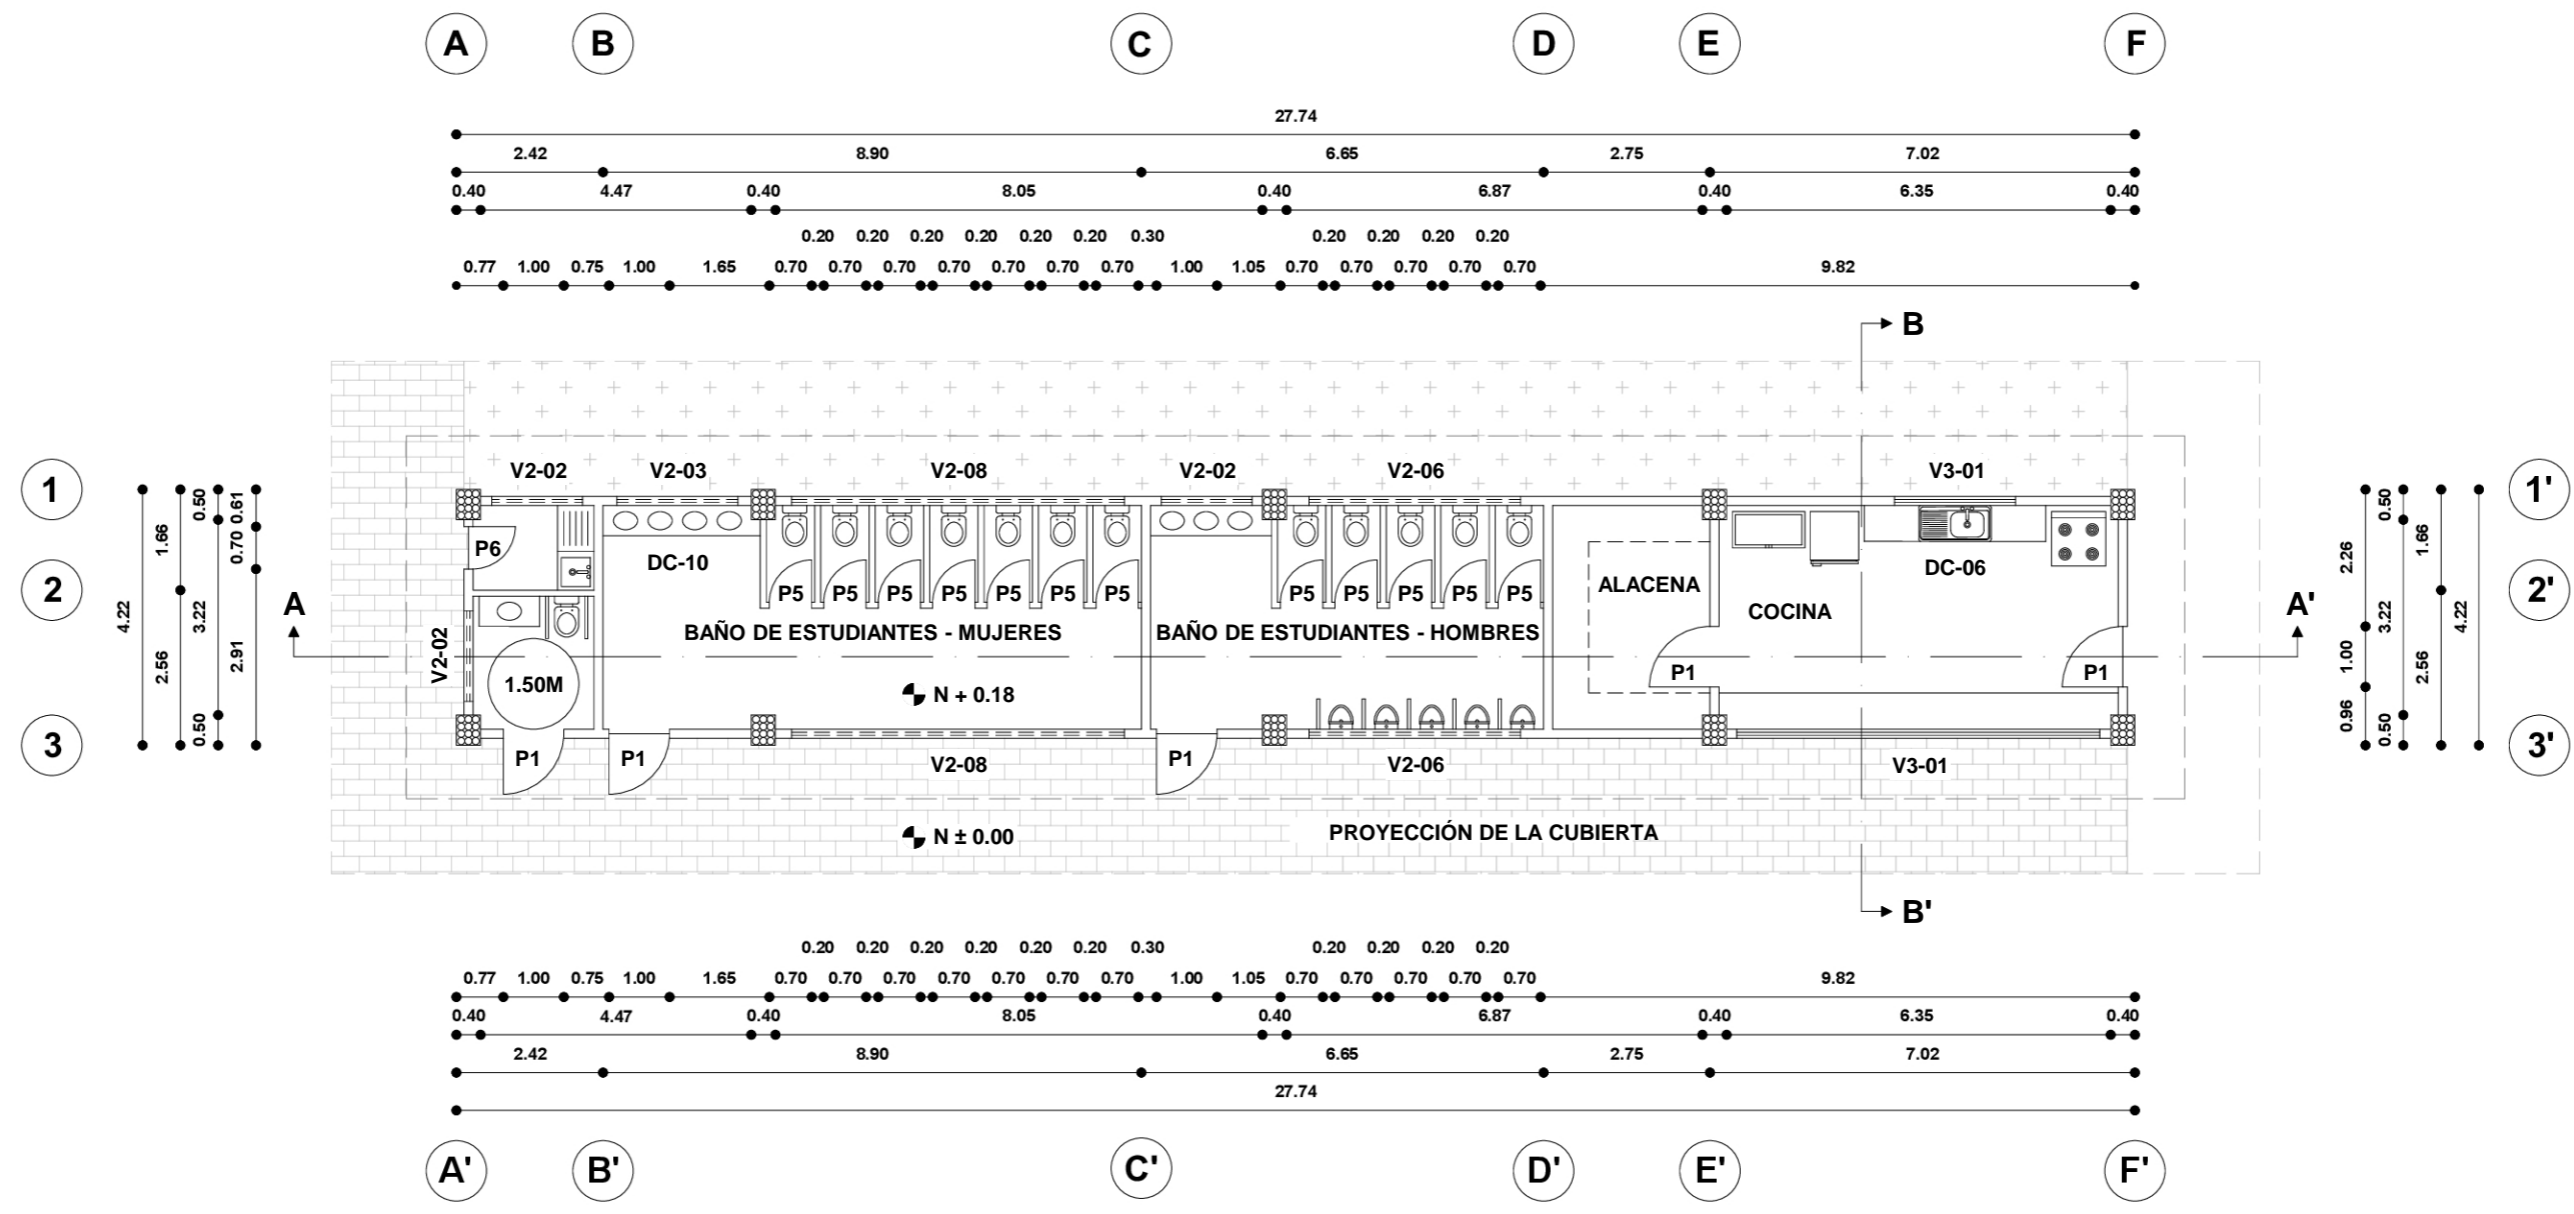 A B C D E F
27.74
2.42 8.90 6.65 2.75 7.02
0.40 4.47 0.40 8.05 0.40 6.87 0.40 6.35 0.40
0.20 0.20 0.20 0.20 0.20 0.20 0.30 0.20 0.20 0.20 0.20
0.77 1.00 0.75 1.00 1.65 0.70 0.70 0.70 0.70 0.70 0.70 0.70 1.00 1.05 0.70 0.70 0.70 0.70 0.70 9.82
B
V2-02 V2-03 V2-08 V2-02 V2-06 V3-01
1 1'
2 2'
3 3'
4.22
1.66 2.56
0.50 3.22 0.50
0.61 0.70 2.91
2.26 1.00 0.96
0.50 3.22 0.50
1.66 2.56
4.22
P6 DC-10 DC-06
P5 P5 P5 P5 P5 P5 P5 P5 P5 P5 P5 P5
ALACENA
COCINA
A A'
BAÑO DE ESTUDIANTES - MUJERES BAÑO DE ESTUDIANTES - HOMBRES
V2-02
1.50M
N + 0.18
P1 P1
P1 P1 P1
V2-08 V2-06 V3-01
N ± 0.00
PROYECCIÓN DE LA CUBIERTA
B'
0.20 0.20 0.20 0.20 0.20 0.20 0.30 0.20 0.20 0.20 0.20
0.77 1.00 0.75 1.00 1.65 0.70 0.70 0.70 0.70 0.70 0.70 0.70 1.00 1.05 0.70 0.70 0.70 0.70 0.70 9.82
0.40 4.47 0.40 8.05 0.40 6.87 0.40 6.35 0.40
2.42 8.90 6.65 2.75 7.02
27.74
A' B' C' D' E' F'